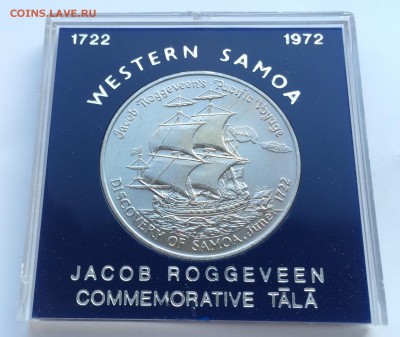 COINS.LAVE.RU
1722 1972
WESTERN SAMOA
Jacob Roggeveen's Pacific Voyage
DISCOVERY OF SAMOA, June 1722
JACOB ROGGEVEEN
COMMEMORATIVE TĀLĀ